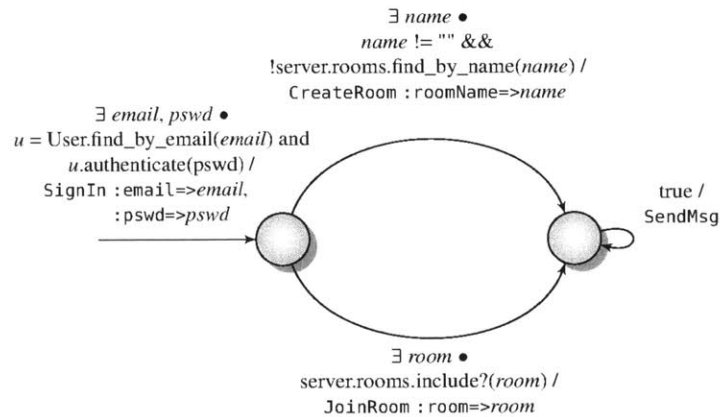 ∃ name •
name != "" &&
!server.rooms.find_by_name(name) /
CreateRoom :roomName=>name
∃ email, pswd •
u = User.find_by_email(email) and
u.authenticate(pswd) /
SignIn :email=>email,
:pswd=>pswd
true /
SendMsg
∃ room •
server.rooms.include?(room) /
JoinRoom :room=>room